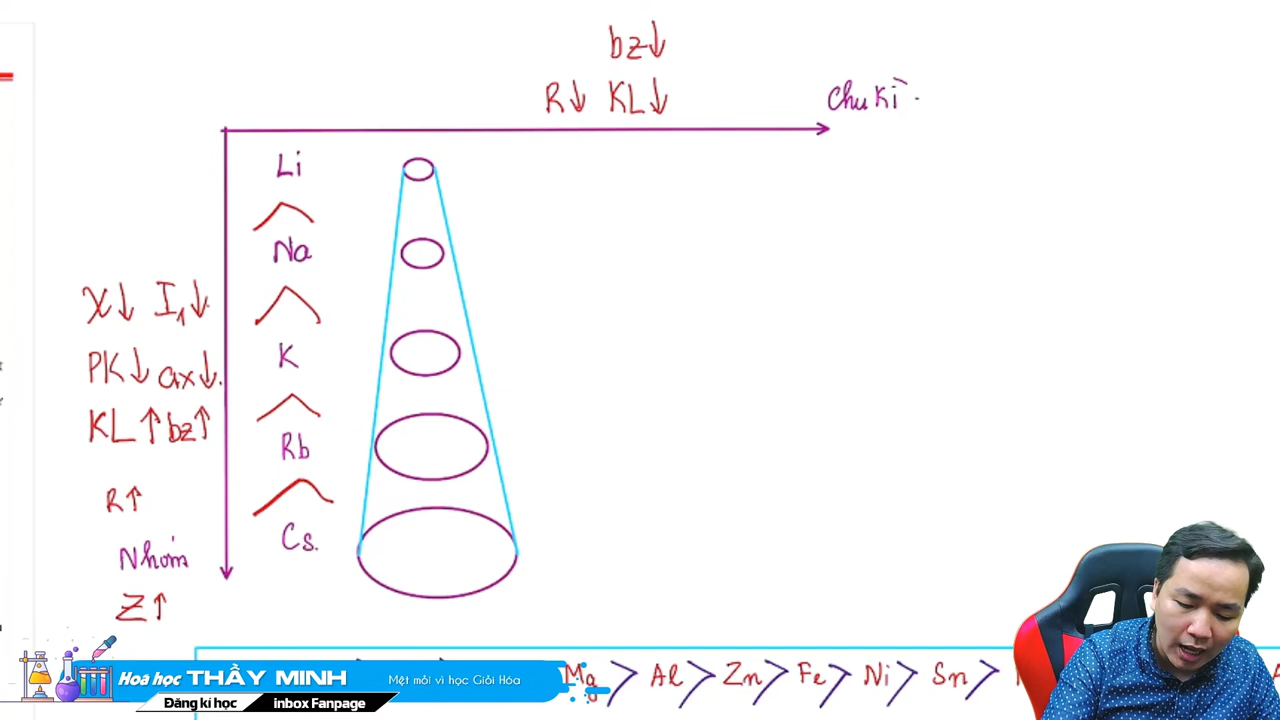 bz↓
R↓ KL↓
Chu kì
Li
Na
χ↓ I₁↓
K
PK↓ ax↓
KL↑ bz↑
Rb
R↑
Cs.
Nhóm
Z↑
Mg > Al > Zn > Fe > Ni > Sn >
Hoa học THẦY MINH
Mệt mỏi vì học Giỏi Hóa
Đăng kí học
inbox Fanpage